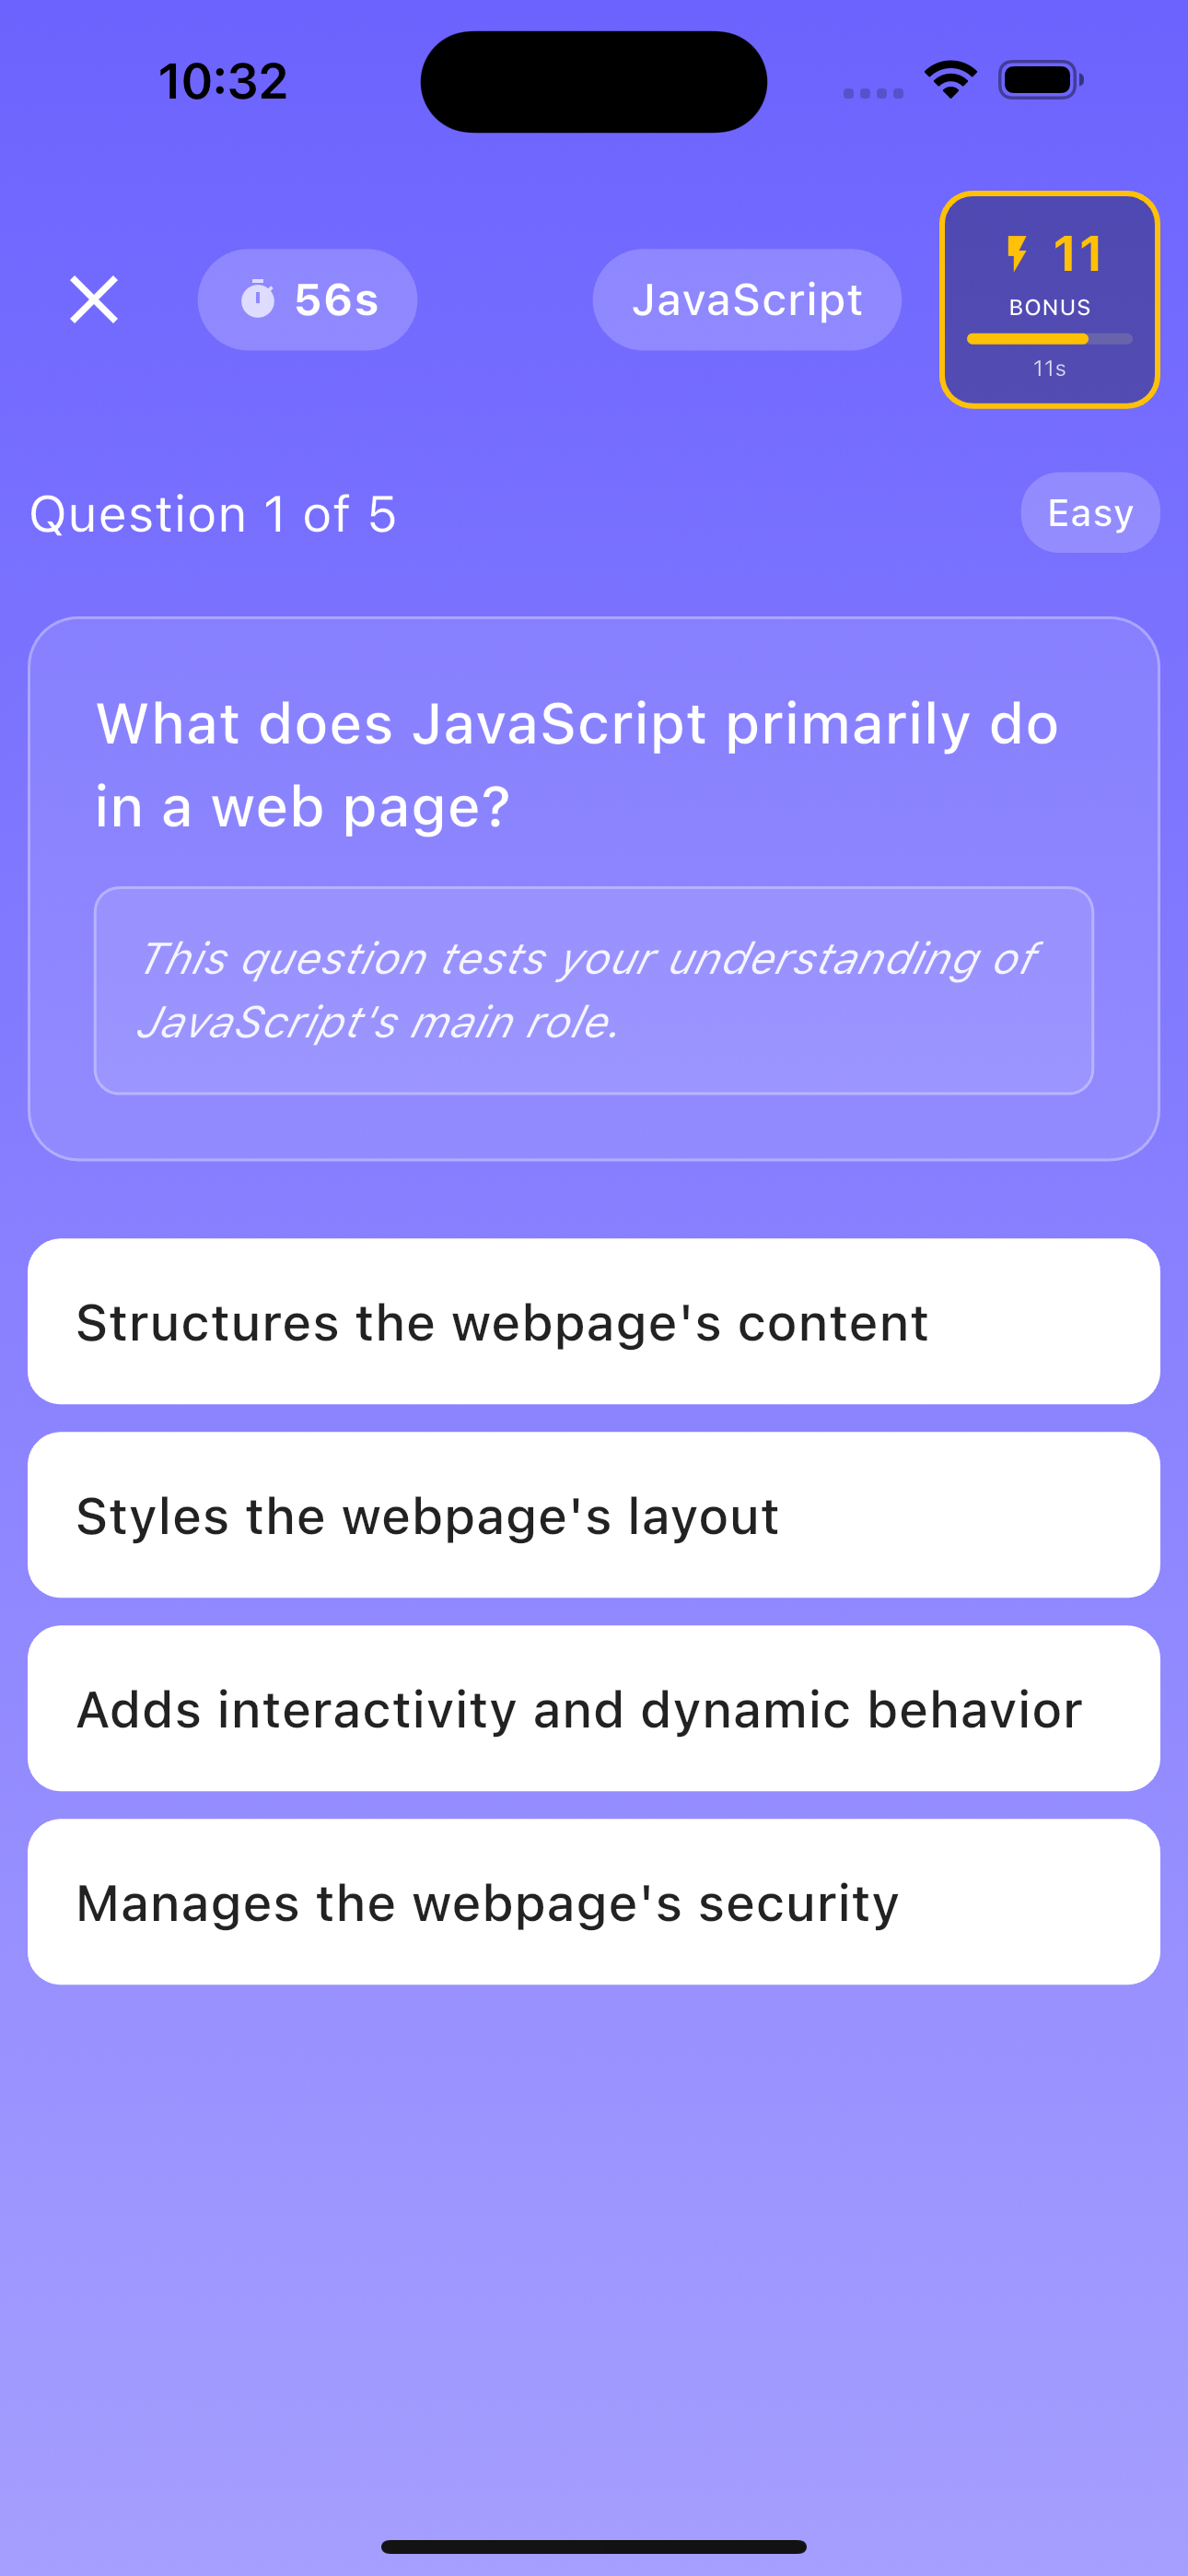 10:32
56s
JavaScript
11
BONUS
11s
Question 1 of 5
Easy
What does JavaScript primarily do
in a web page?
This question tests your understanding of
JavaScript's main role.
Structures the webpage's content
Styles the webpage's layout
Adds interactivity and dynamic behavior
Manages the webpage's security